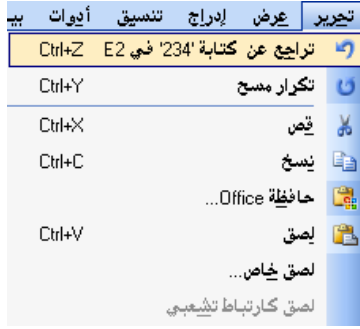 تحرير عرض إدراج تنسيق أدوات بيـ
تراجع عن كتابة '234' في E2 Ctrl+Z
تكرار مسح Ctrl+Y
قص Ctrl+X
نسخ Ctrl+C
حافظة Office...
لصق Ctrl+V
لصق خاص...
لصق كارتباط تشعبي